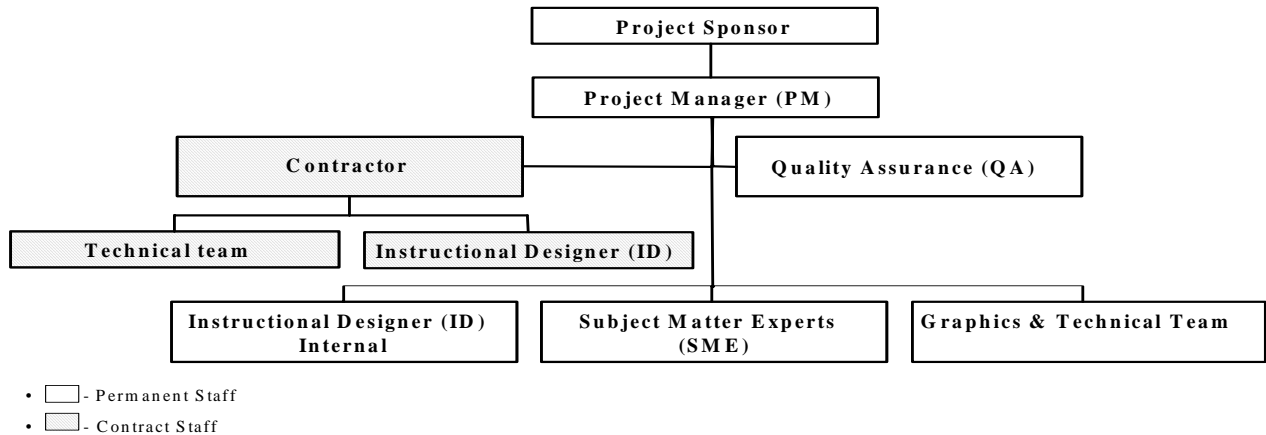 Project Sponsor
Project Manager (PM)
Contractor
Quality Assurance (QA)
Technical team
Instructional Designer (ID)
Instructional Designer (ID)
Internal
Subject Matter Experts
(SME)
Graphics & Technical Team
• - Permanent Staff
• - Contract Staff